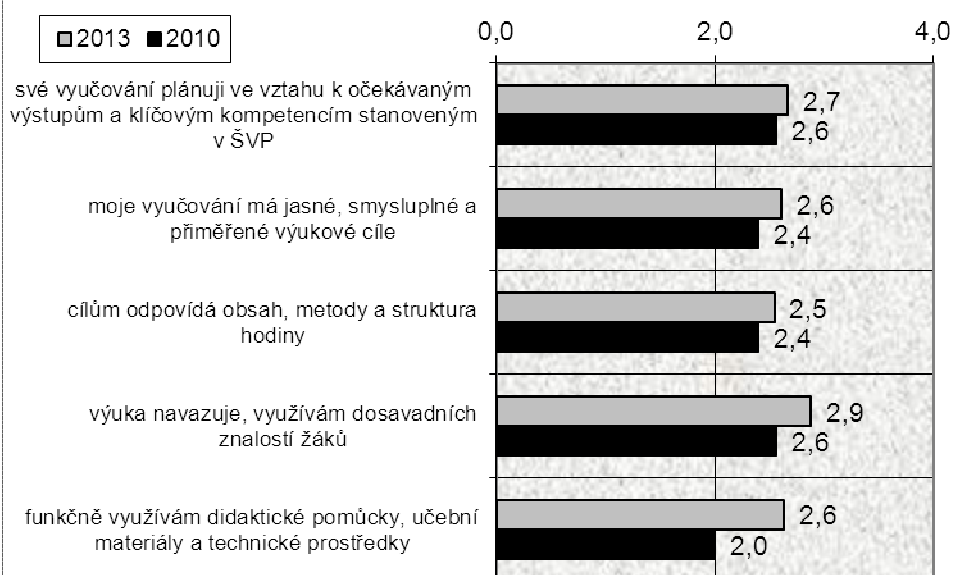 2013 2010
0,0 2,0 4,0
své vyučování plánuji ve vztahu k očekávaným
výstupům a klíčovým kompetencím stanoveným
v ŠVP
2,7
2,6
moje vyučování má jasné, smysluplné a
přiměřené výukové cíle
2,6
2,4
cílům odpovídá obsah, metody a struktura
hodiny
2,5
2,4
výuka navazuje, využívám dosavadních
znalostí žáků
2,9
2,6
funkčně využívám didaktické pomůcky, učební
materiály a technické prostředky
2,6
2,0